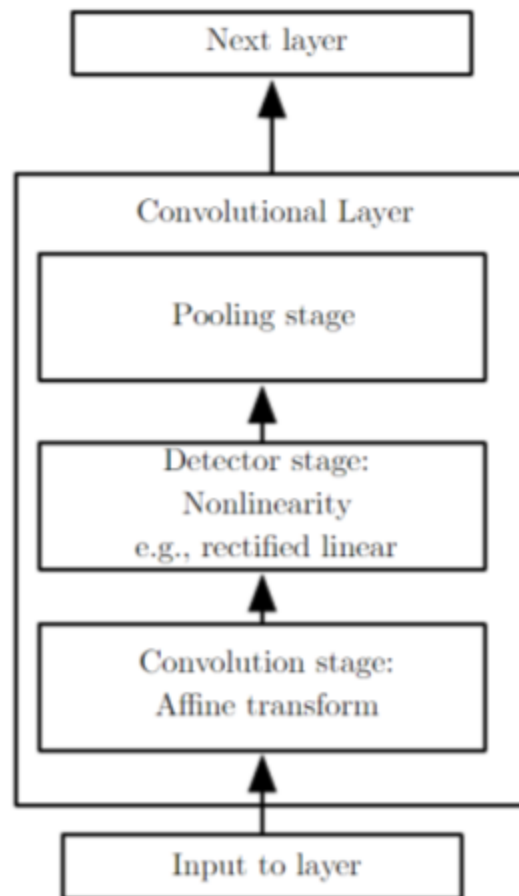 Next layer
Convolutional Layer
Pooling stage
Detector stage:
Nonlinearity
e.g., rectified linear
Convolution stage:
Affine transform
Input to layer